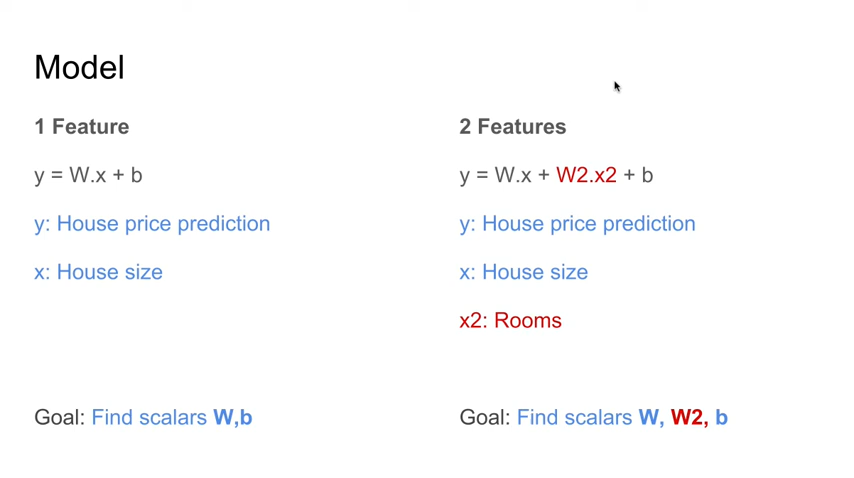 Model
1 Feature
y = W.x + b
y: House price prediction
x: House size
Goal: Find scalars W,b
2 Features
y = W.x + W2.x2 + b
y: House price prediction
x: House size
x2: Rooms
Goal: Find scalars W, W2, b